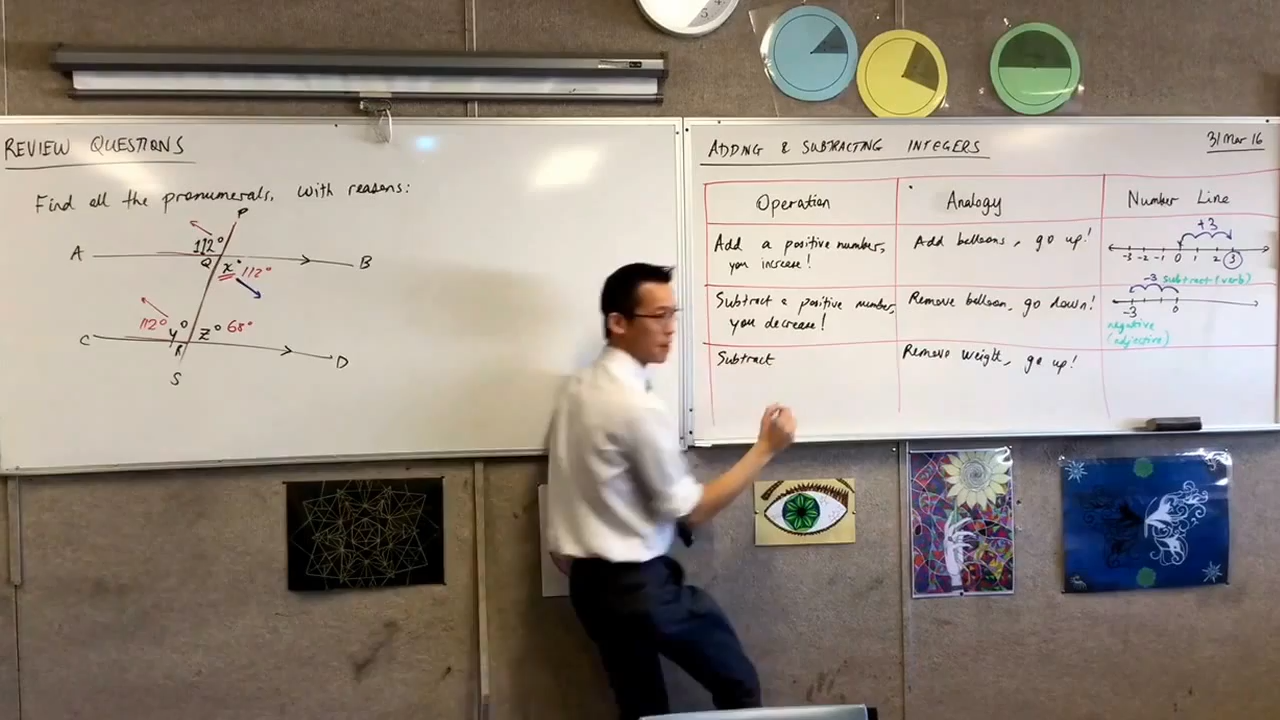 REVIEW QUESTIONS
Find all the pronumerals, with reasons:
P
112°
A
B
Q
x°
112°
112°
y°
z°
68°
C
R
D
S
ADDING & SUBTRACTING INTEGERS
31 Mar 16
Operation
Analogy
Number Line
Add a positive number,
you increase!
Add balloons, go up!
+3
-3 -2 -1 0 1 2 3
Subtract a positive number,
you decrease!
Remove balloon, go down!
-3 subtract (verb)
-3 0
negative
(adjective)
Subtract
Remove weight, go up!